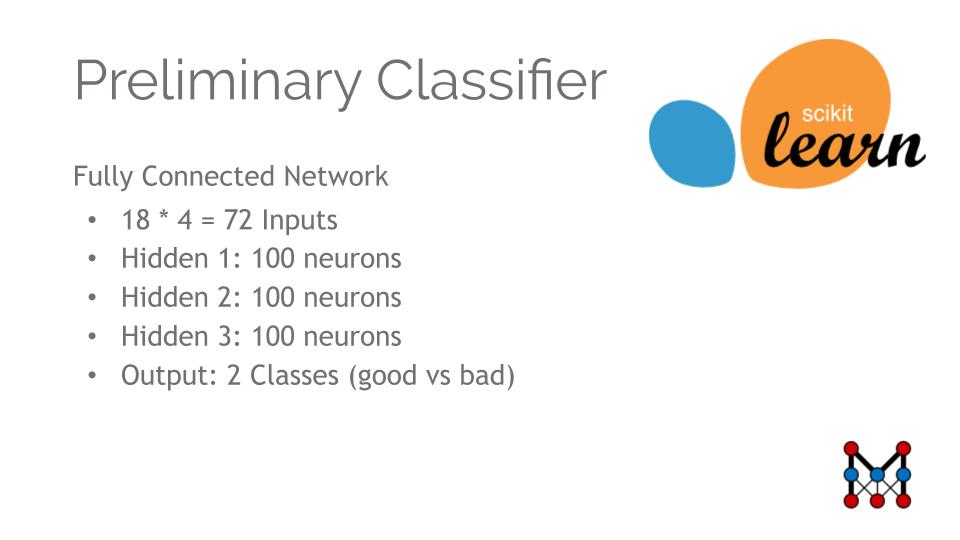 Preliminary Classifier
scikit
learn
Fully Connected Network
• 18 * 4 = 72 Inputs
• Hidden 1: 100 neurons
• Hidden 2: 100 neurons
• Hidden 3: 100 neurons
• Output: 2 Classes (good vs bad)